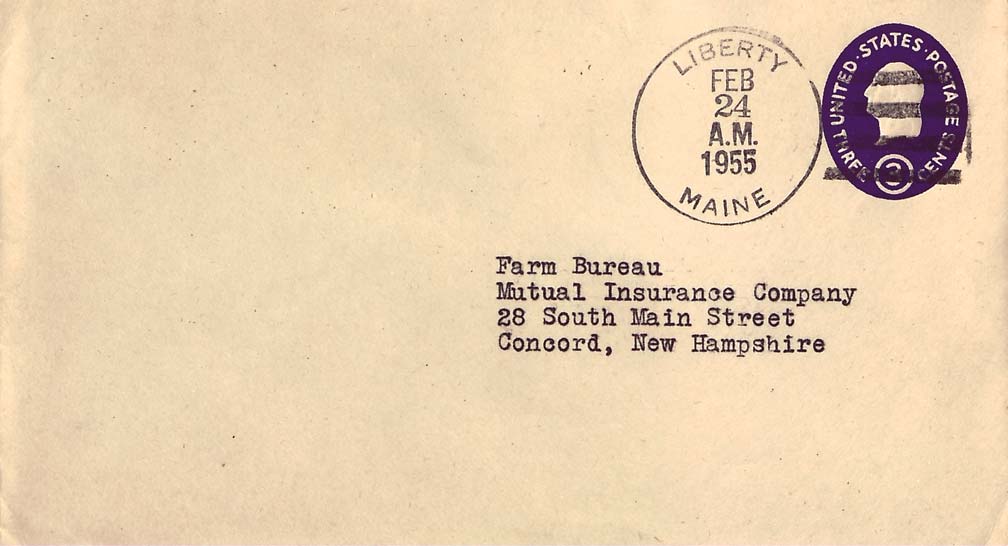 LIBERTY
FEB
24
A.M.
1955
MAINE
UNITED·STATES·POSTAGE
THREE 3 CENTS
Farm Bureau
Mutual Insurance Company
28 South Main Street
Concord, New Hampshire